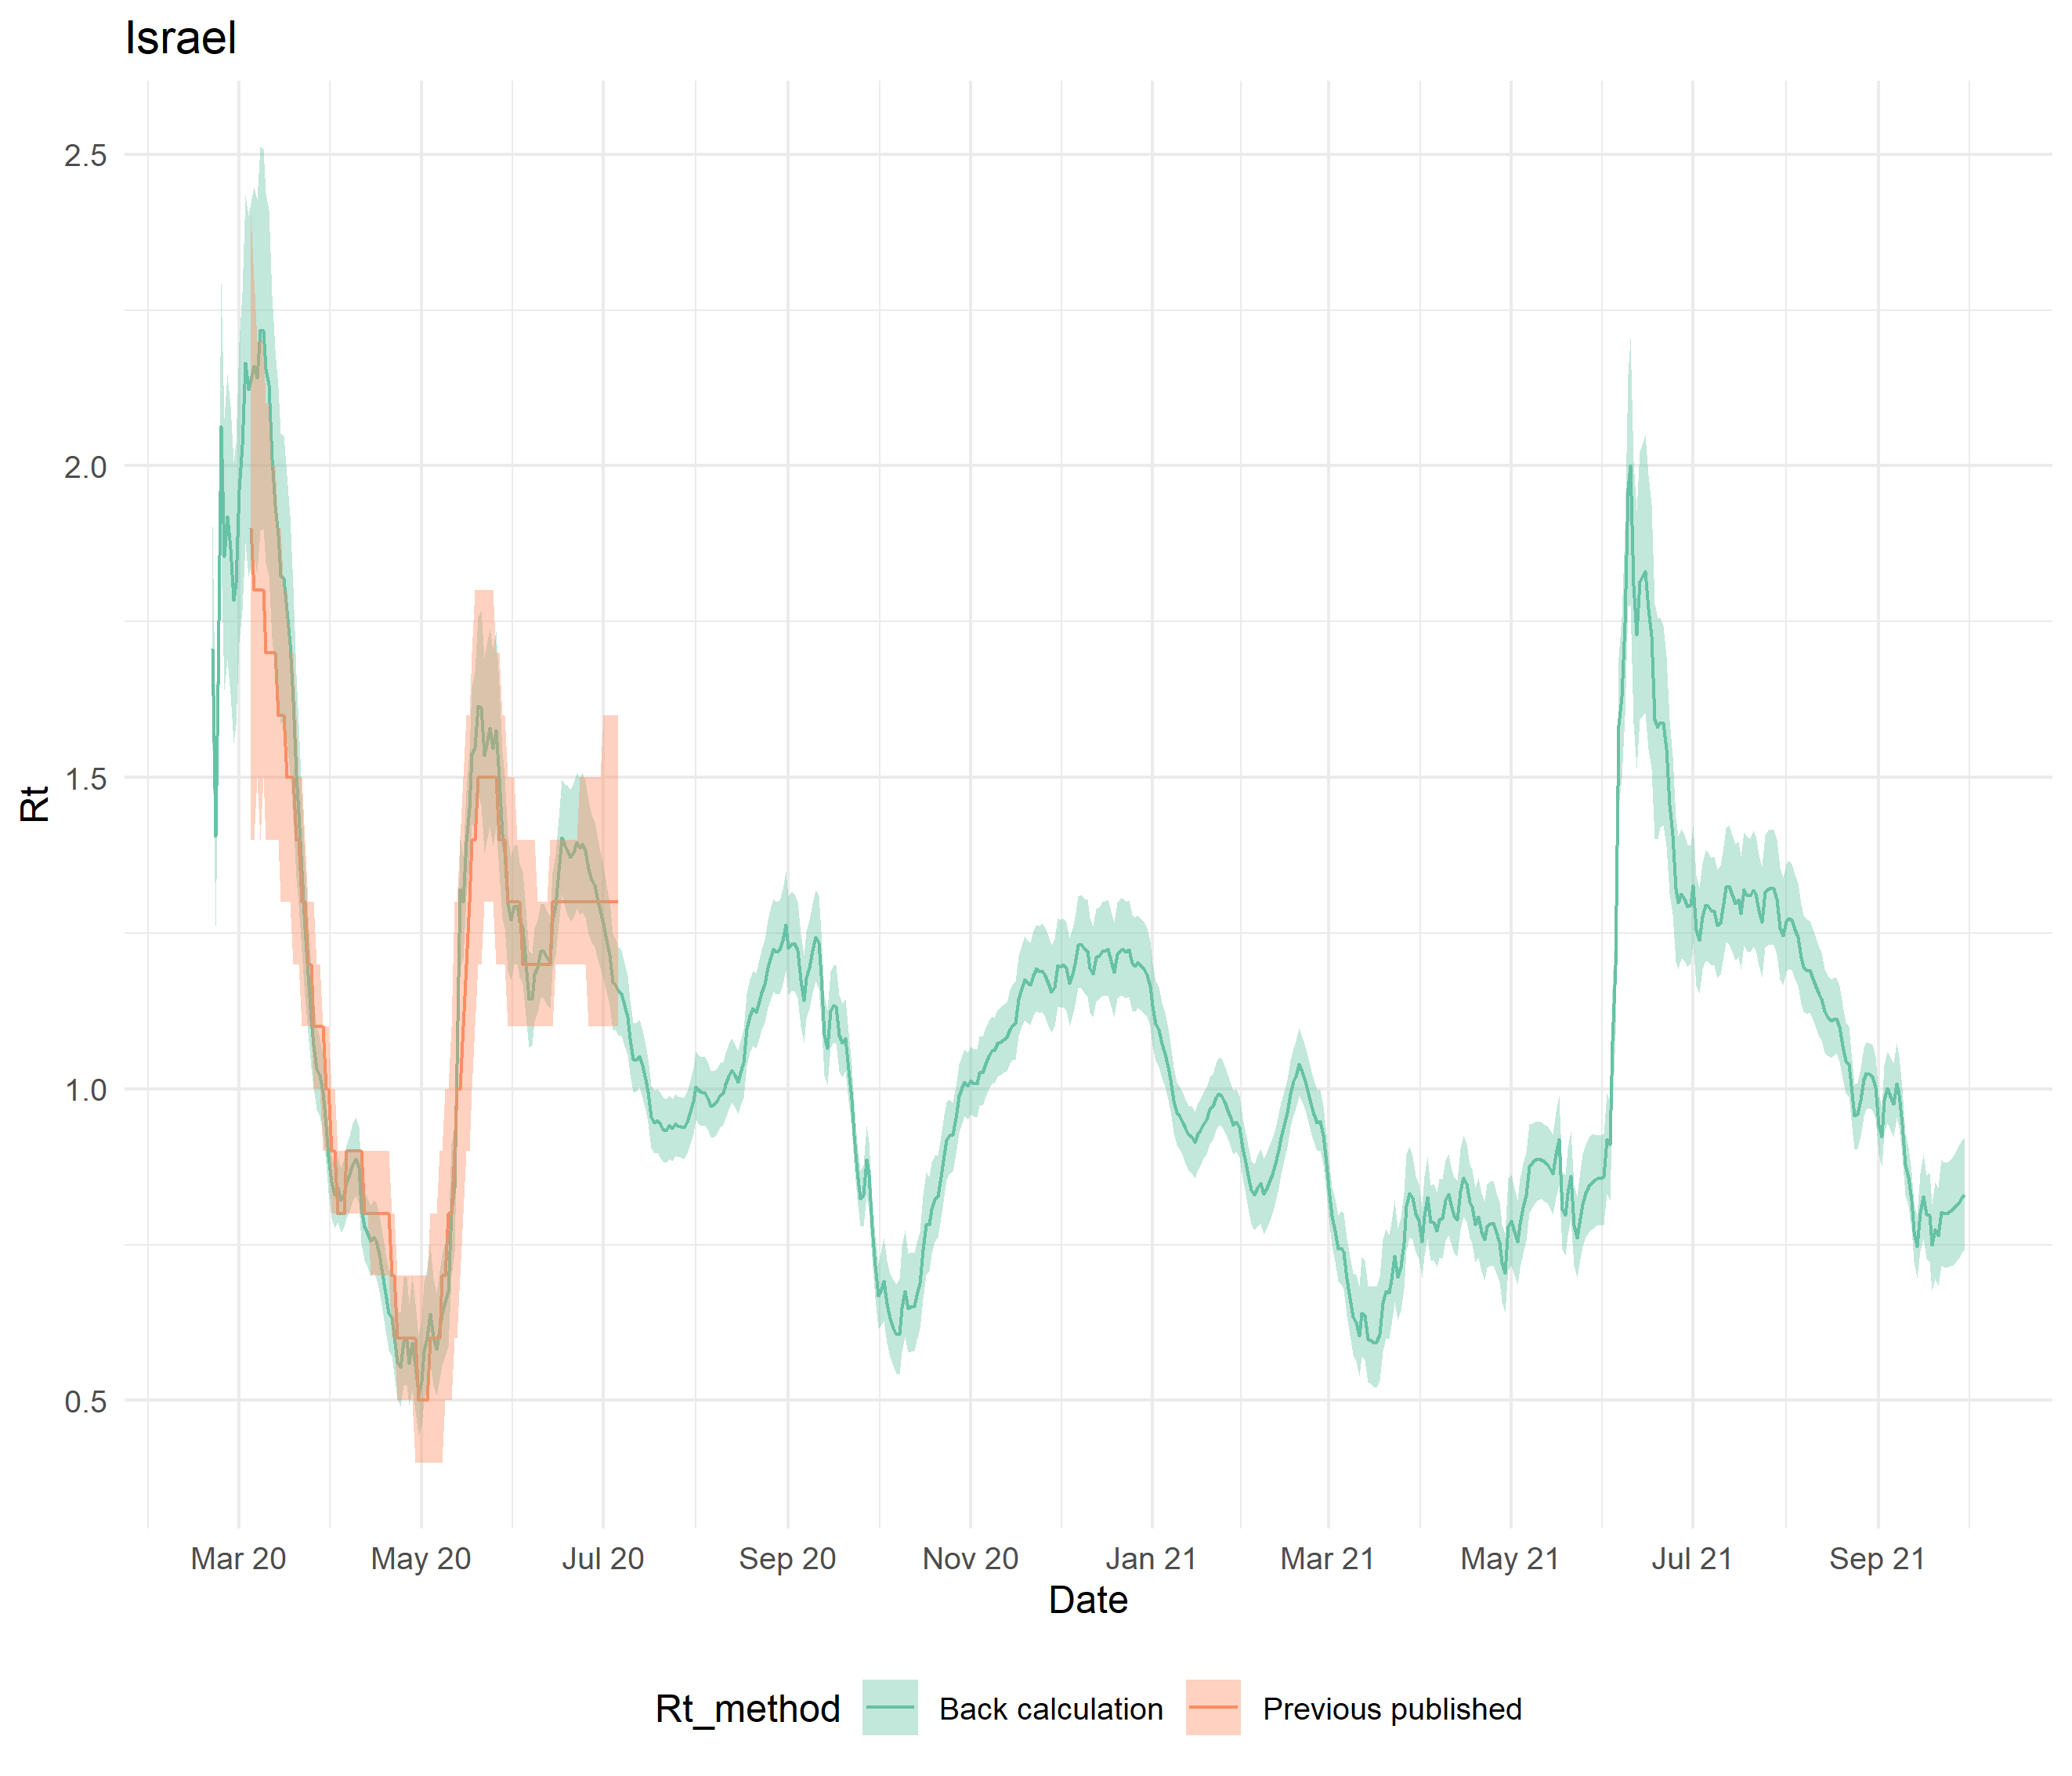 Israel
2.5
2.0
1.5
1.0
0.5
Rt
Mar 20 May 20 Jul 20 Sep 20 Nov 20 Jan 21 Mar 21 May 21 Jul 21 Sep 21
Date
Rt_method Back calculation Previous published